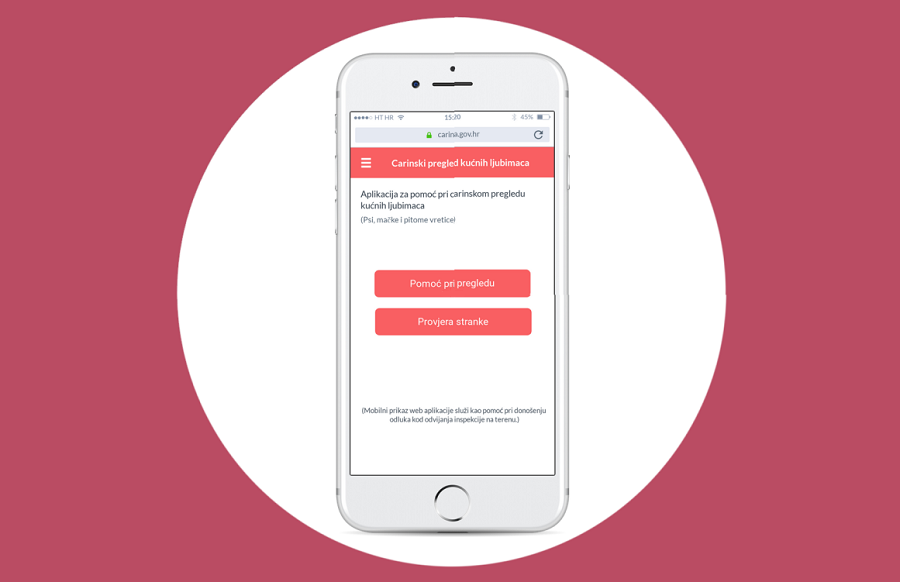 HT HR 15:20 45%
carina.gov.hr
Carinski pregled kućnih ljubimaca
Aplikacija za pomoć pri carinskom pregledu
kućnih ljubimaca
(Psi, mačke i pitome vretice)
Pomoć pri pregledu
Provjera stranke
(Mobilni prikaz web aplikacije služi kao pomoć pri donošenju
odluka kod odvijanja inspekcije na terenu.)